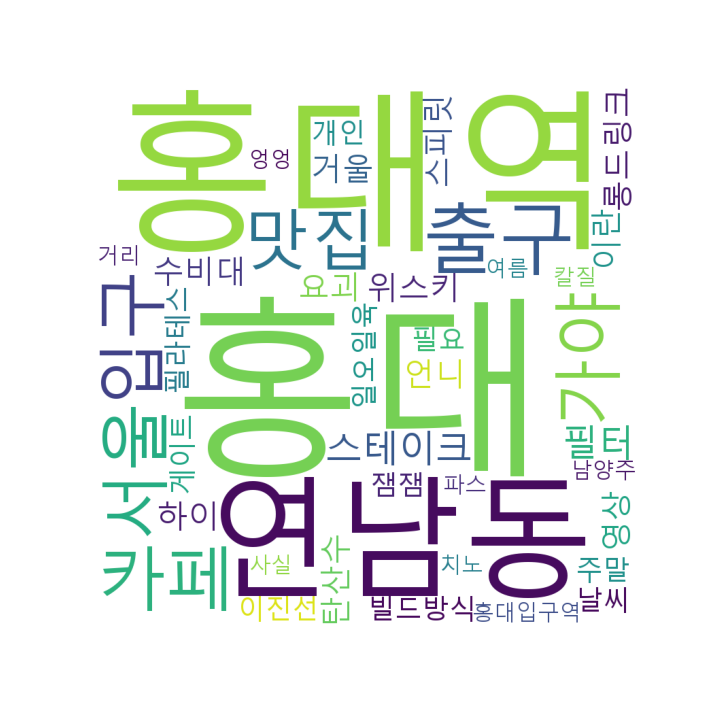 홍대역
스피릿
롱드링크
개인
엉엉
거울
맛집
출구
이란
거리
수비대
여름
칼질
요괴
위스키
입구
필라테스
홍대
일오일육
필요
가야
언니
서울
게이트
스테이크
필터
잼잼
파스
남양주
연남동
하이
영상
카페
사실
탄산수
치노
주말
이진선
빌드방식
홍대입구역
날씨